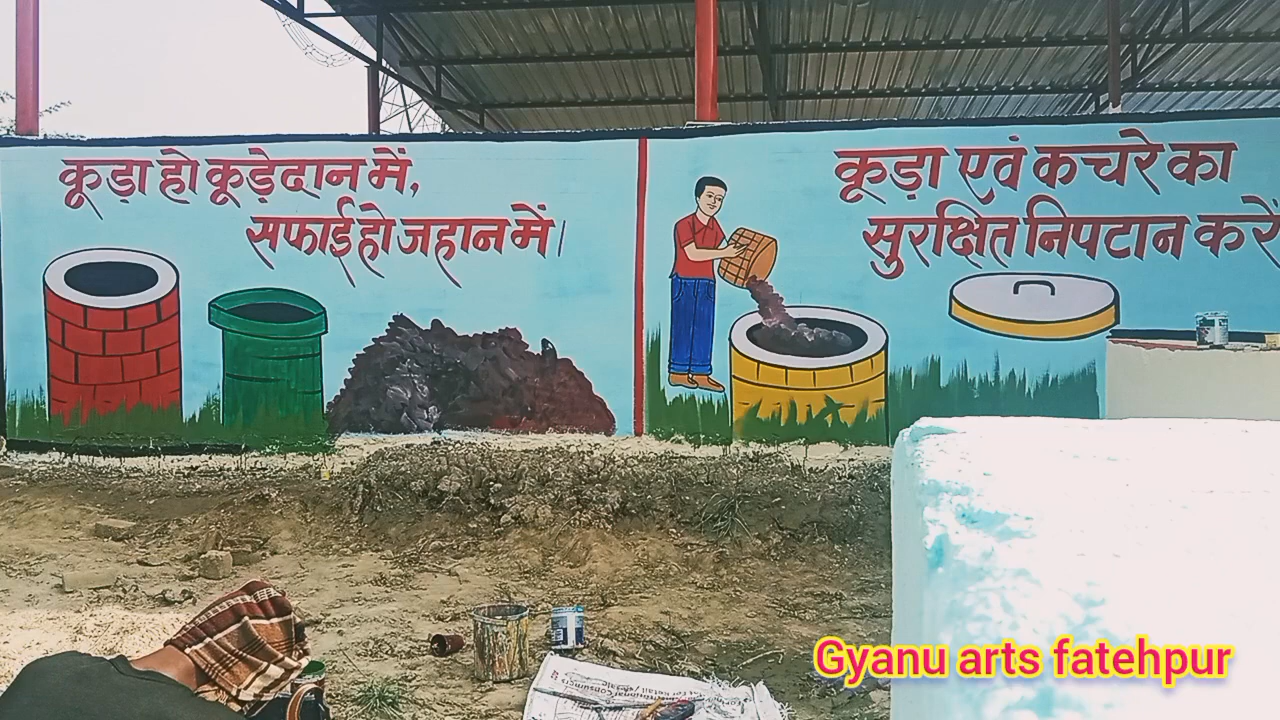 कूड़ा हो कूड़ेदान में,
सफाई हो जहान में।
कूड़ा एवं कचरे का
सुरक्षित निपटान करें
Gyanu arts fatehpur